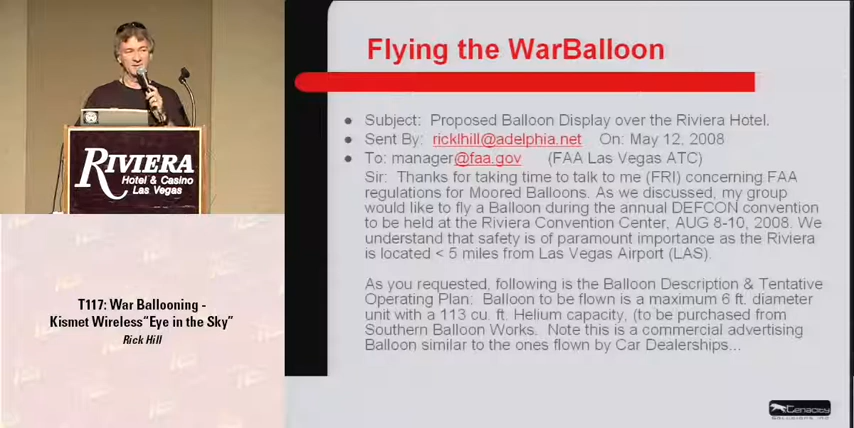 Flying the WarBalloon
Subject: Proposed Balloon Display over the Riviera Hotel.
Sent By: ricklhill@adelphia.net On: May 12, 2008
To: manager@faa.gov (FAA Las Vegas ATC)
Sir: Thanks for taking time to talk to me (FRI) concerning FAA
regulations for Moored Balloons. As we discussed, my group
would like to fly a Balloon during the annual DEFCON convention
to be held at the Riviera Convention Center, AUG 8-10, 2008. We
understand that safety is of paramount importance as the Riviera
is located < 5 miles from Las Vegas Airport (LAS).
As you requested, following is the Balloon Description & Tentative
Operating Plan: Balloon to be flown is a maximum 6 ft. diameter
unit with a 113 cu. ft. Helium capacity, (to be purchased from
Southern Balloon Works. Note this is a commercial advertising
Balloon similar to the ones flown by Car Dealerships...
RIVIERA
Hotel & Casino
Las Vegas
T117: War Ballooning -
Kismet Wireless“Eye in the Sky”
Rick Hill
Tenacity